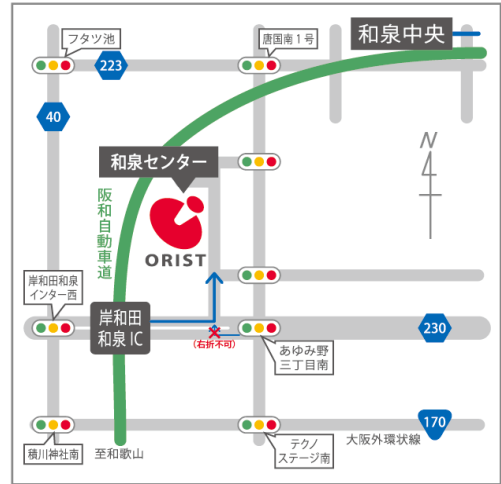 フタツ池
唐国南1号
和泉中央
223
40
和泉センター
N
阪和自動車道
ORIST
岸和田和泉
インター西
岸和田
和泉IC
(右折不可)
あゆみ野
三丁目南
230
170
積川神社南
至和歌山
テクノ
ステージ南
大阪外環状線